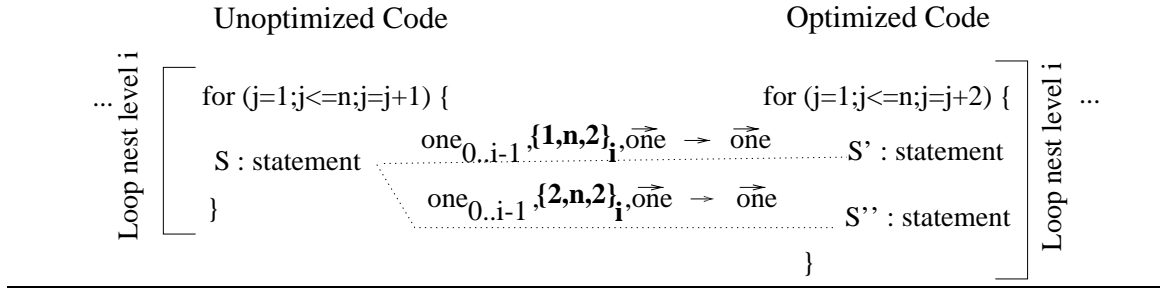 Unoptimized Code
Optimized Code
Loop nest level i
...
for (j=1;j<=n;j=j+1) {
for (j=1;j<=n;j=j+2) {
...
Loop nest level i
S : statement
one0..i-1 ,{1,n,2}i,one → one
S' : statement
}
one0..i-1 ,{2,n,2}i,one → one
S'' : statement
}